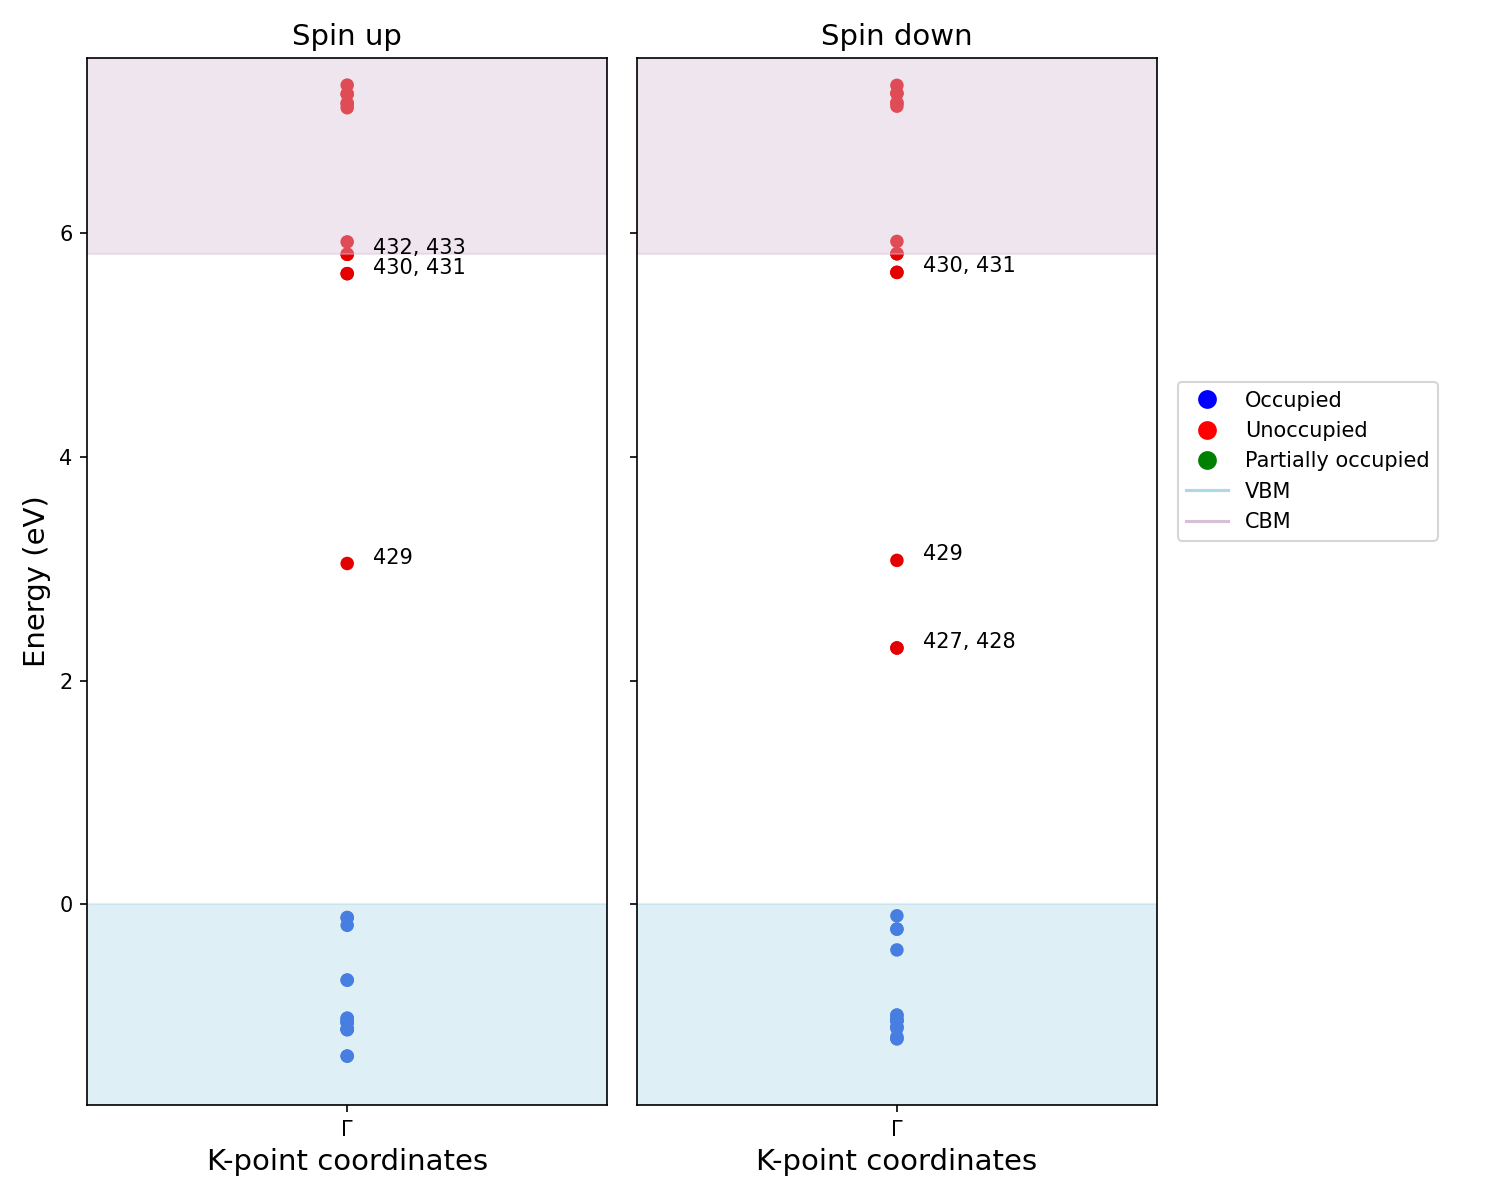 Spin up
Spin down
Energy (eV)
6
4
2
0
432, 433
430, 431
429
430, 431
429
427, 428
Γ
Γ
K-point coordinates
K-point coordinates
Occupied
Unoccupied
Partially occupied
VBM
CBM